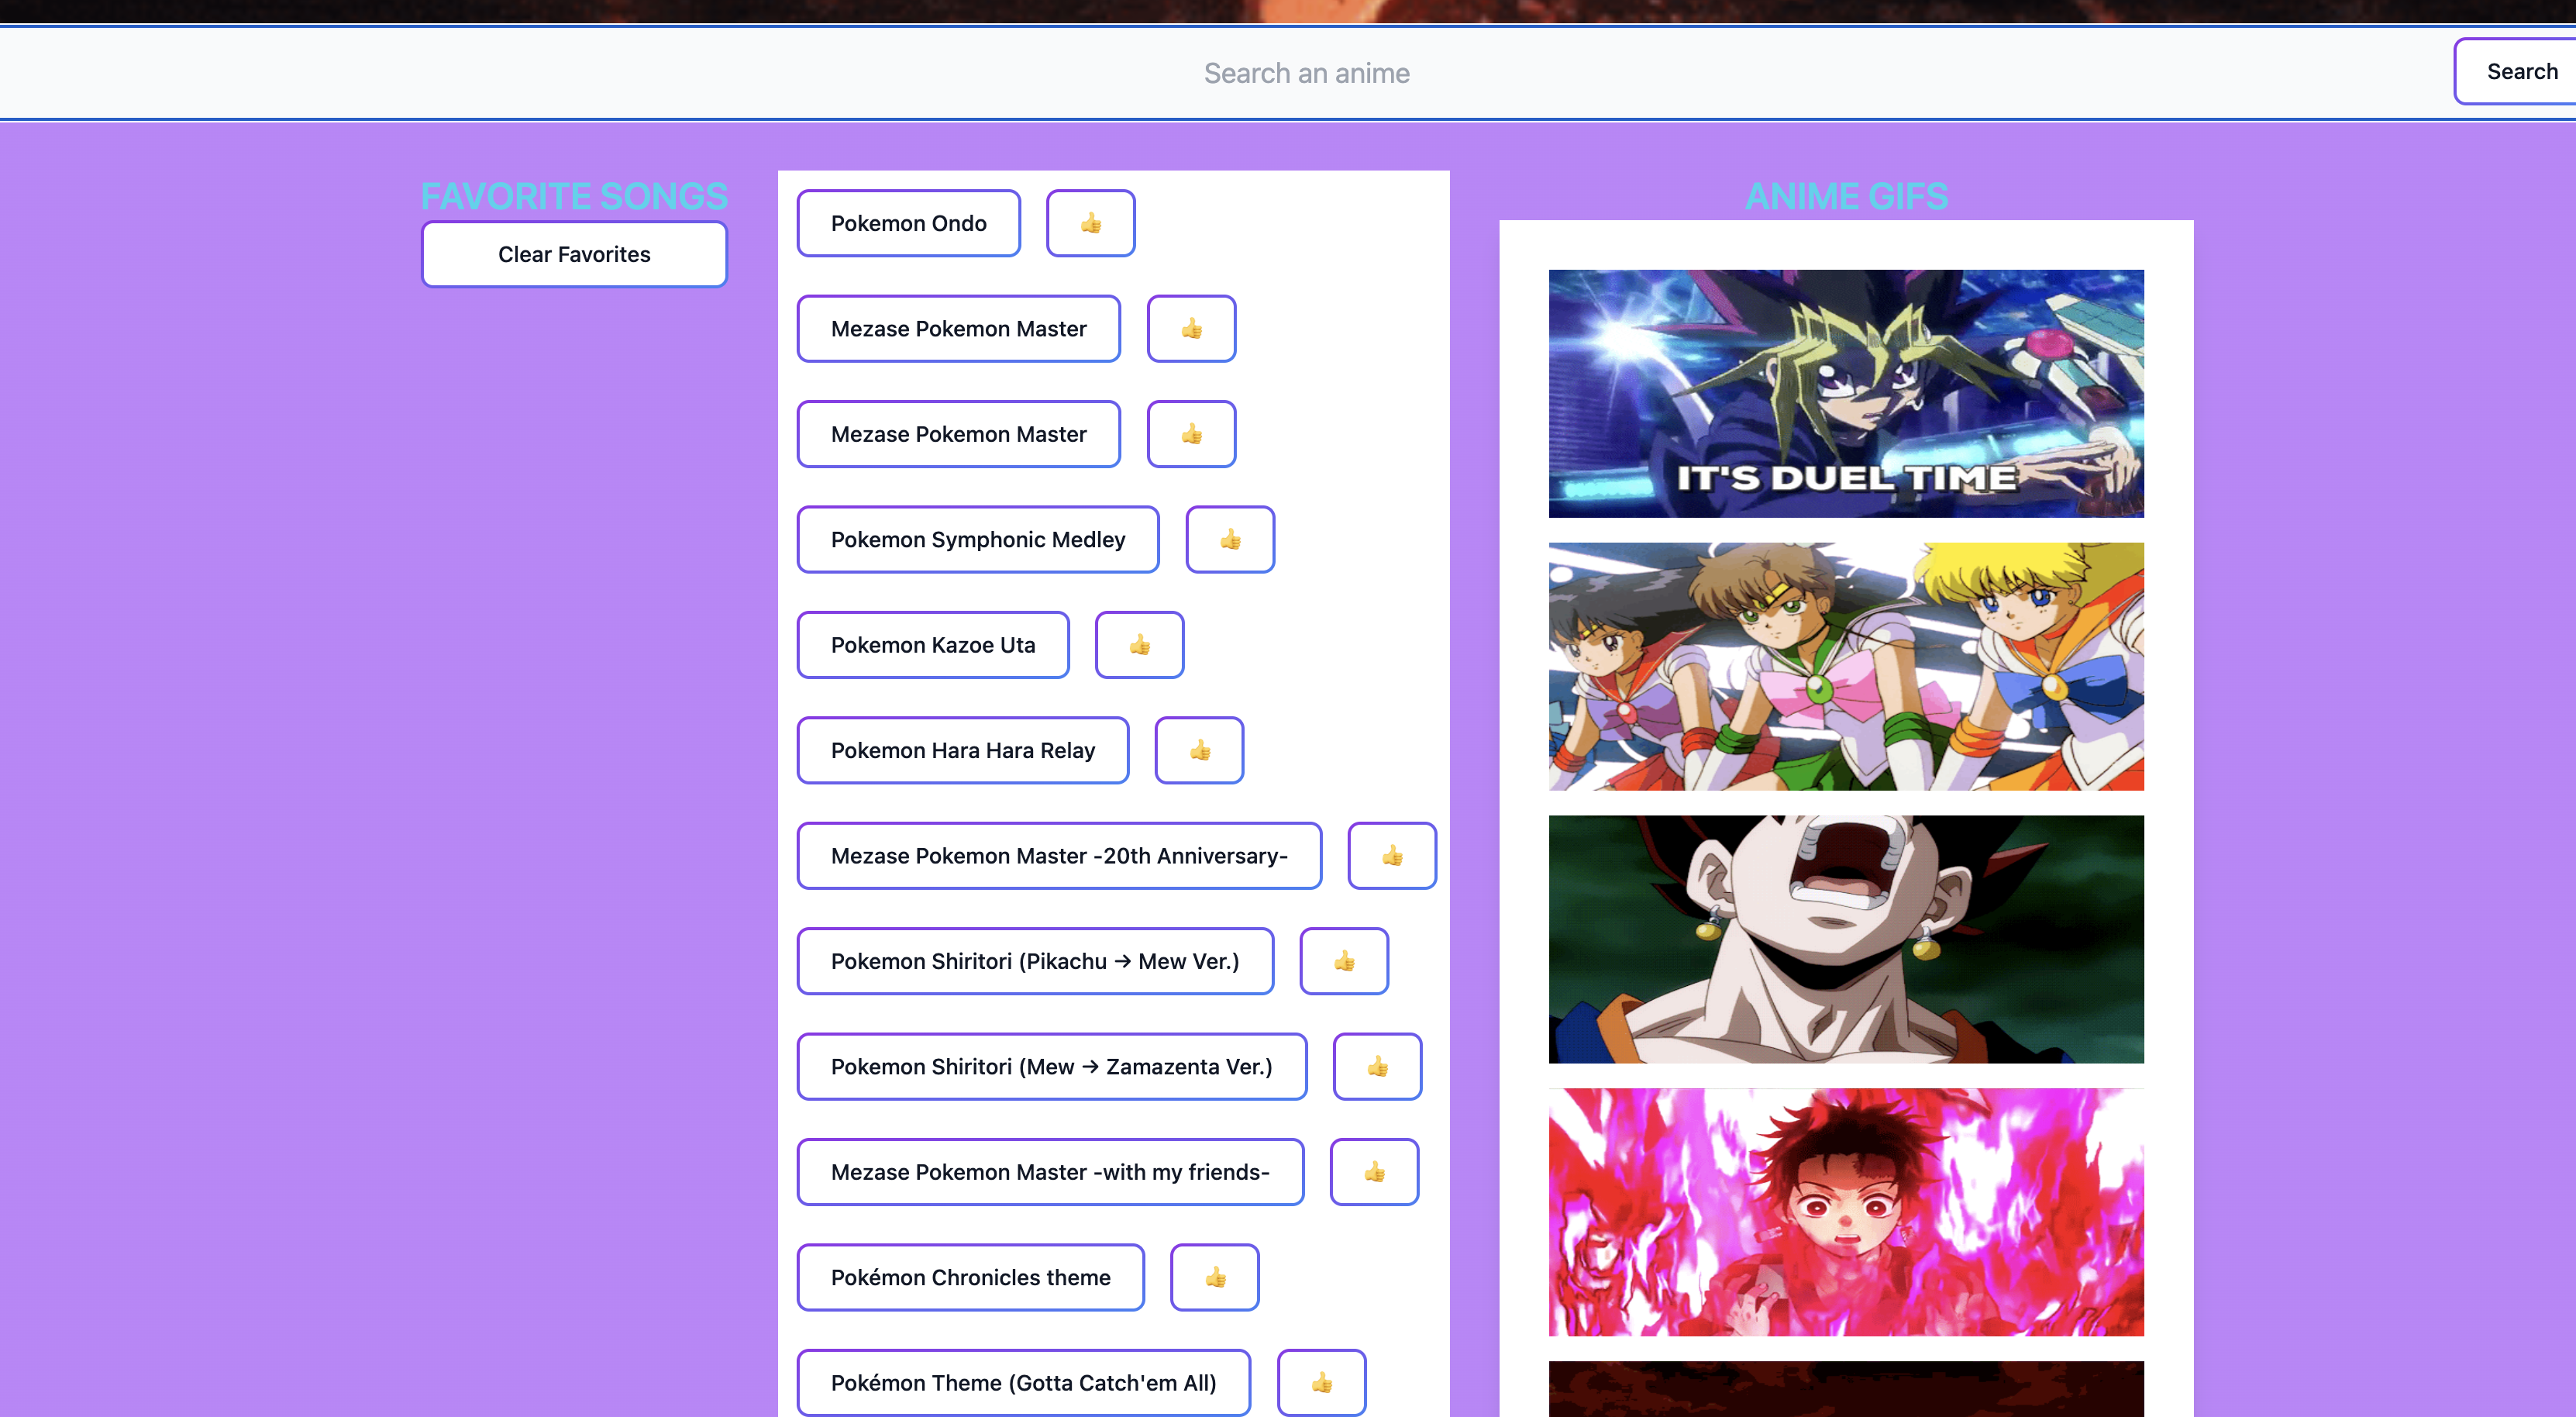 Search an anime
Search
FAVORITE SONGS
Clear Favorites
Pokemon Ondo
Mezase Pokemon Master
Mezase Pokemon Master
Pokemon Symphonic Medley
Pokemon Kazoe Uta
Pokemon Hara Hara Relay
Mezase Pokemon Master -20th Anniversary-
Pokemon Shiritori (Pikachu → Mew Ver.)
Pokemon Shiritori (Mew → Zamazenta Ver.)
Mezase Pokemon Master -with my friends-
Pokémon Chronicles theme
Pokémon Theme (Gotta Catch'em All)
ANIME GIFS
IT'S DUEL TIME